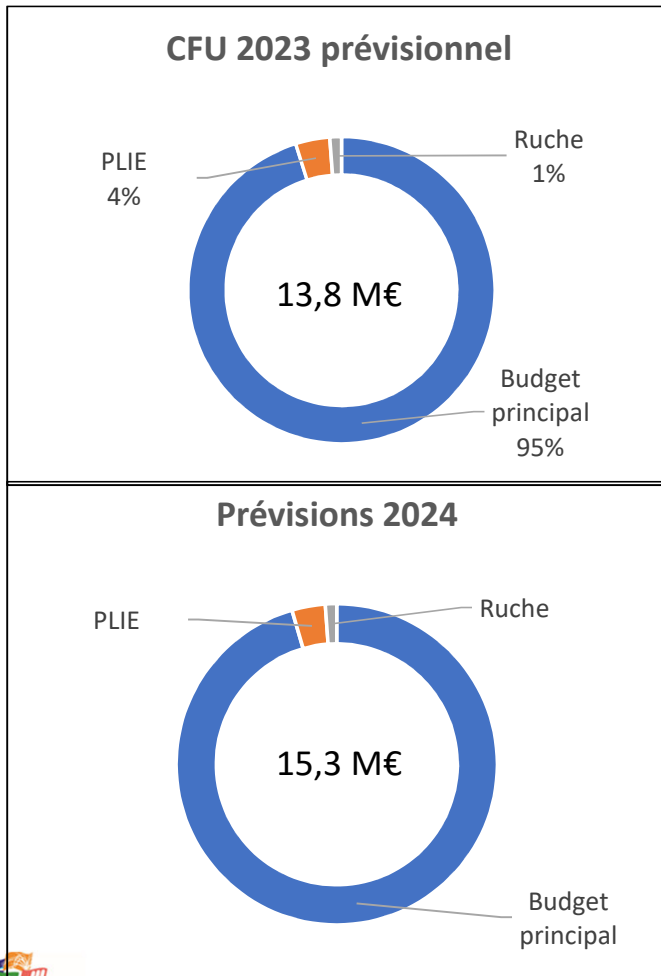 CFU 2023 prévisionnel
PLIE
4%
Ruche
1%
13,8 M€
Budget
principal
95%
Prévisions 2024
PLIE
Ruche
15,3 M€
Budget
principal